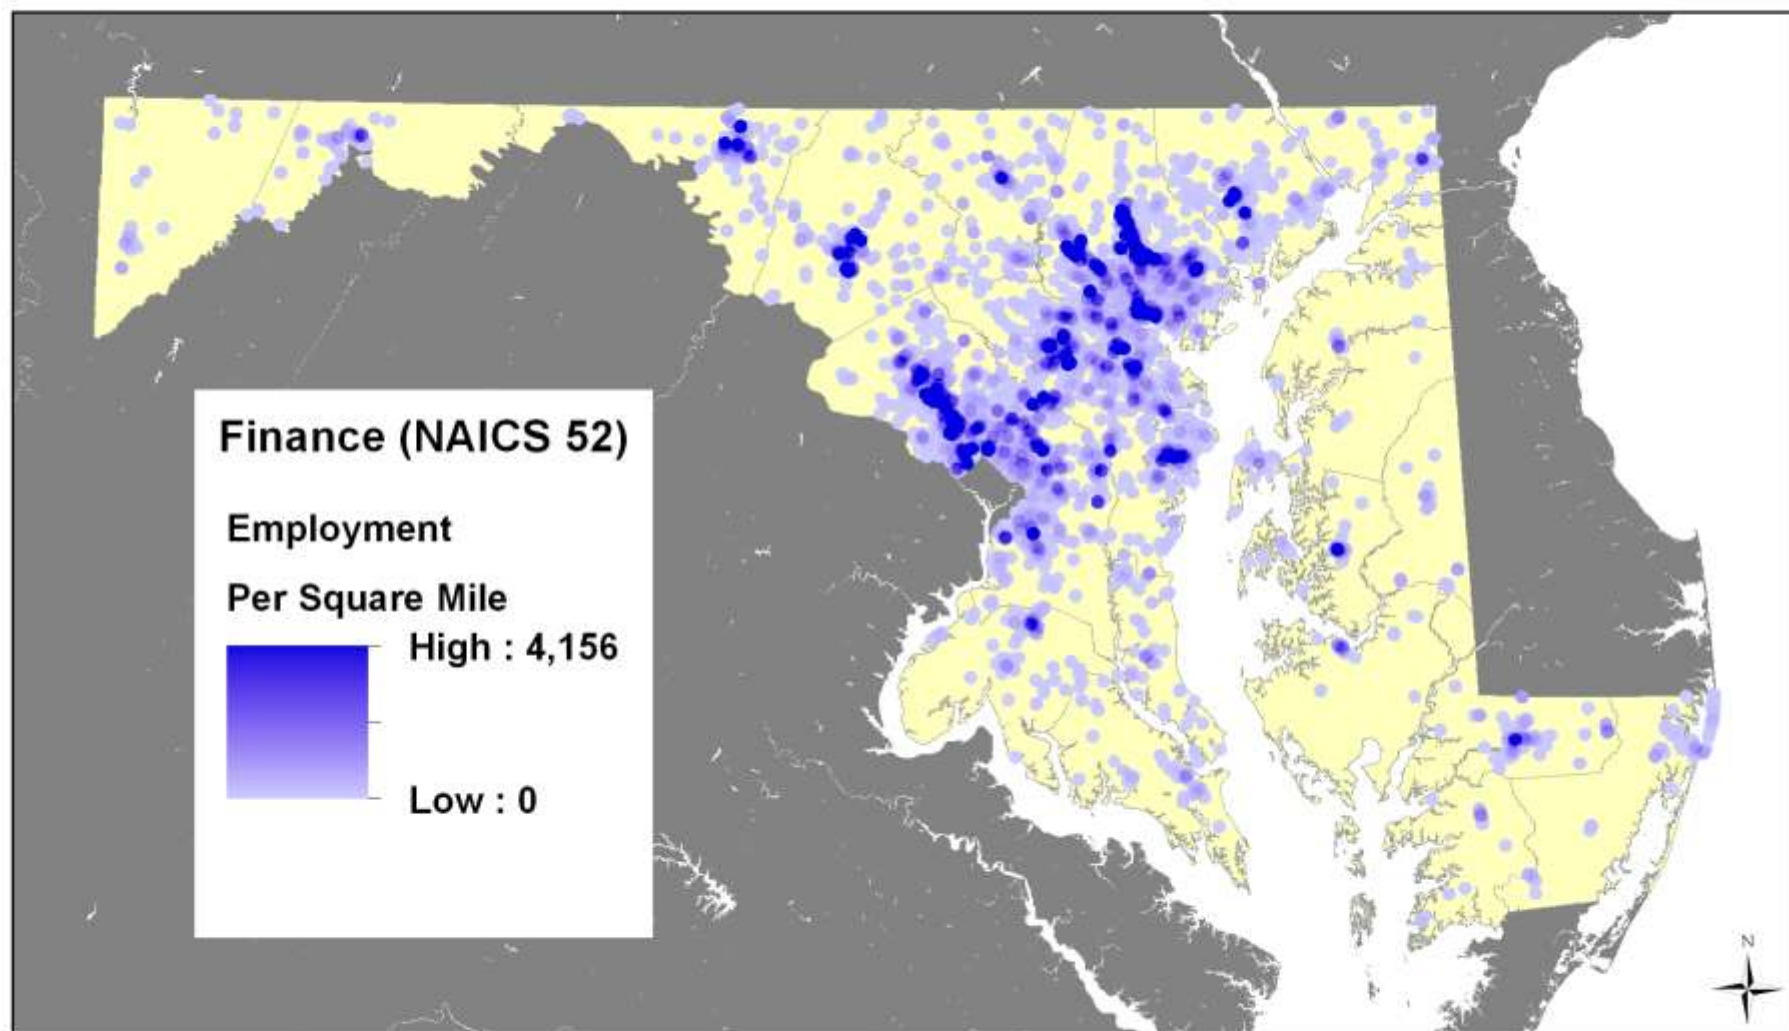 Finance (NAICS 52)
Employment
Per Square Mile
High : 4,156
Low : 0
N